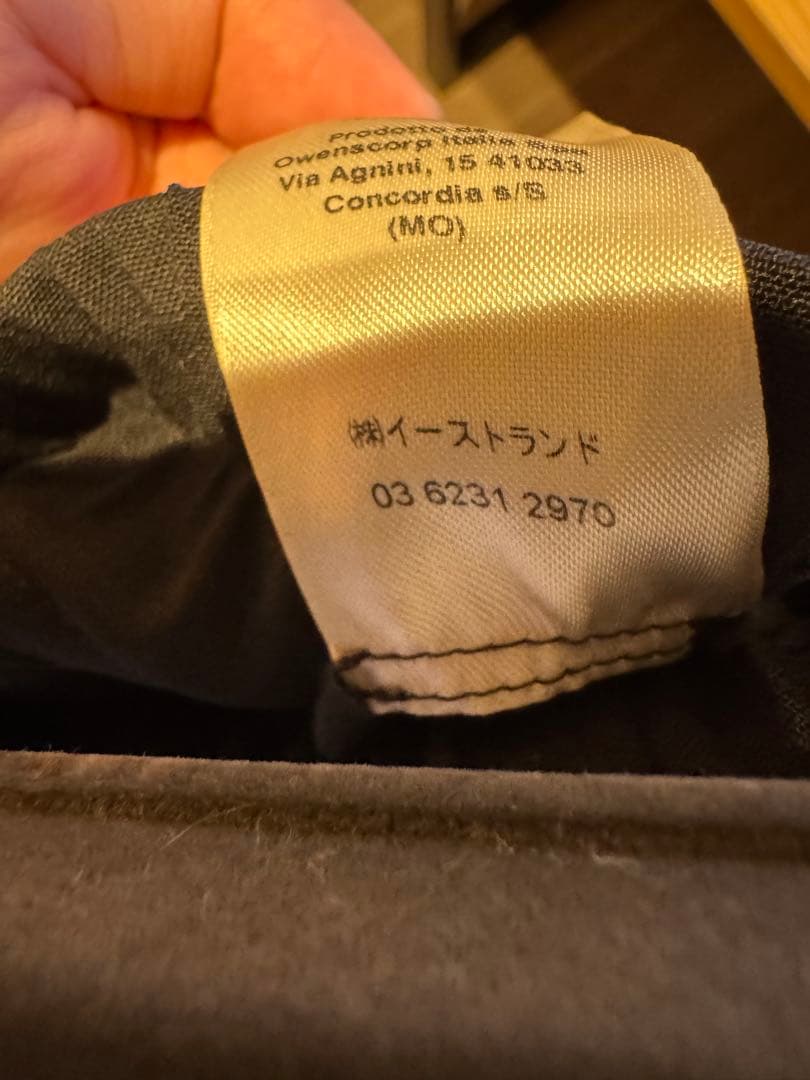 Prodotto da
Owenscorp Italia Spa
Via Agnini, 15 41033
Concordia s/S
(MO)
㈱イーストランド
03 6231 2970